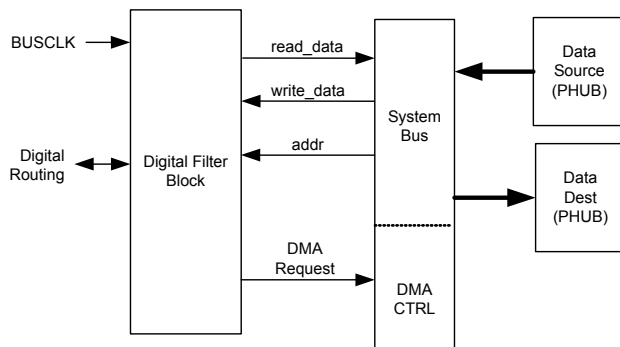 BUSCLK
Digital
Routing
Digital Filter
Block
read_data
write_data
addr
DMA
Request
System
Bus
DMA
CTRL
Data
Source
(PHUB)
Data
Dest
(PHUB)